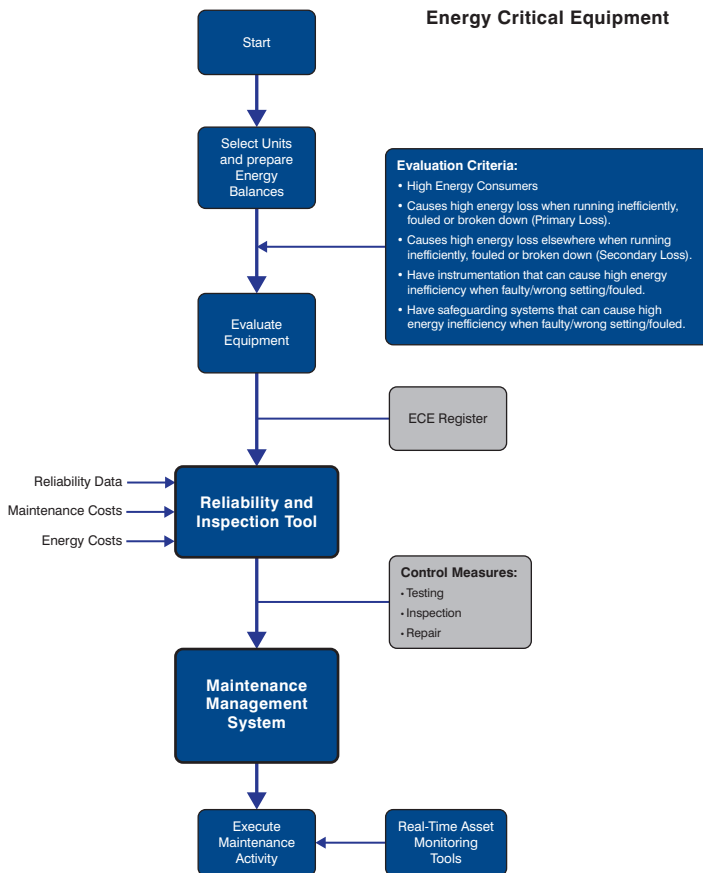 Energy Critical Equipment
Start
Select Units
and prepare
Energy
Balances
Evaluation Criteria:
• High Energy Consumers
• Causes high energy loss when running inefficiently,
fouled or broken down (Primary Loss).
• Causes high energy loss elsewhere when running
inefficiently, fouled or broken down (Secondary Loss).
• Have instrumentation that can cause high energy
inefficiency when faulty/wrong setting/fouled.
• Have safeguarding systems that can cause high
energy inefficiency when faulty/wrong setting/fouled.
Evaluate
Equipment
ECE Register
Reliability Data
Maintenance Costs
Energy Costs
Reliability and
Inspection Tool
Control Measures:
• Testing
• Inspection
• Repair
Maintenance
Management
System
Execute
Maintenance
Activity
Real-Time Asset
Monitoring
Tools